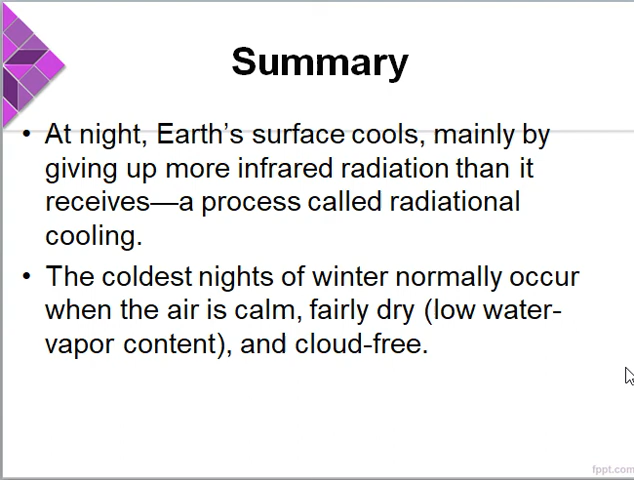 Summary
• At night, Earth’s surface cools, mainly by
giving up more infrared radiation than it
receives—a process called radiational
cooling.
• The coldest nights of winter normally occur
when the air is calm, fairly dry (low water-
vapor content), and cloud-free.
fppt.com